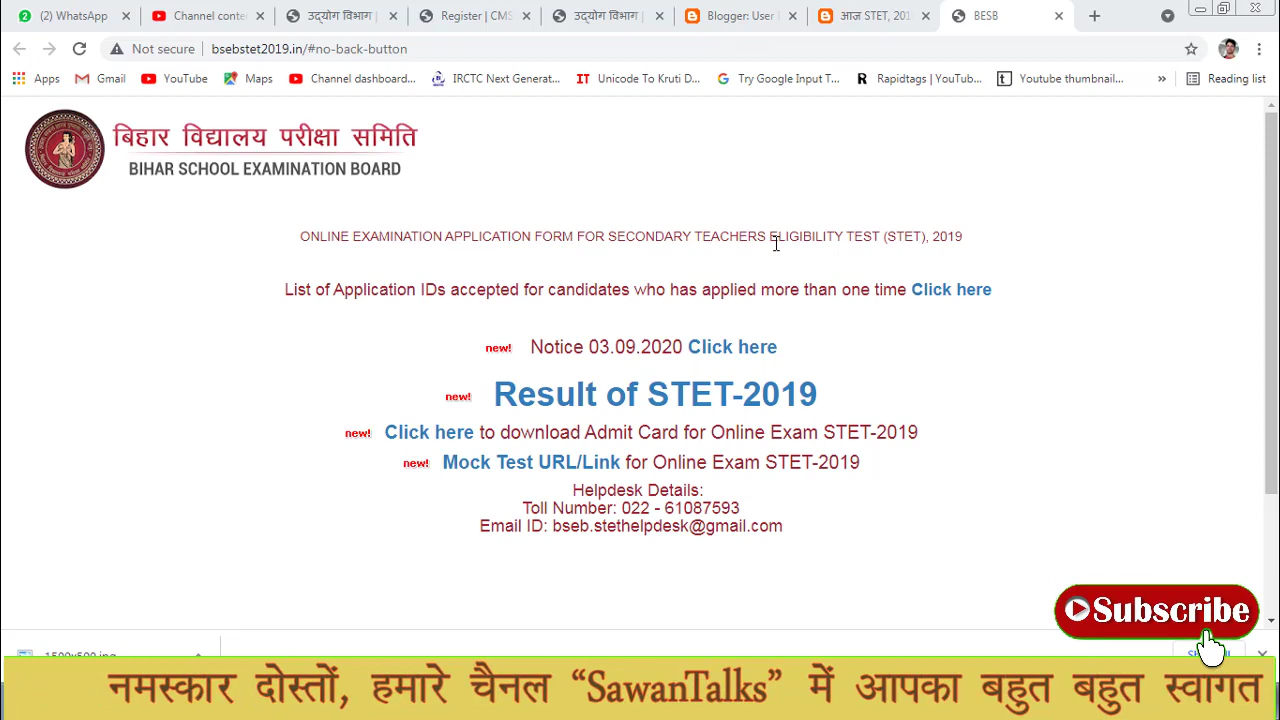 (2) WhatsApp
Channel conte
उद्योग विभाग |
Register | CMS
उद्योग विभाग |
Blogger: User
आज STET, 201
BESB
Not secure
bsebstet2019.in/#no-back-button
Apps
Gmail
YouTube
Maps
Channel dashboard...
IRCTC Next Generat...
IT Unicode To Kruti D...
Try Google Input T...
R Rapidtags | YouTub...
t Youtube thumbnail...
»
Reading list
बिहार विद्यालय परीक्षा समिति
BIHAR SCHOOL EXAMINATION BOARD
ONLINE EXAMINATION APPLICATION FORM FOR SECONDARY TEACHERS ELIGIBILITY TEST (STET), 2019
List of Application IDs accepted for candidates who has applied more than one time Click here
new! Notice 03.09.2020 Click here
new! Result of STET-2019
new! Click here to download Admit Card for Online Exam STET-2019
new! Mock Test URL/Link for Online Exam STET-2019
Helpdesk Details:
Toll Number: 022 - 61087593
Email ID: bseb.stethelpdesk@gmail.com
Subscribe
1500x500.jpg
नमस्कार दोस्तों, हमारे चैनल “SawanTalks” में आपका बहुत बहुत स्वागत